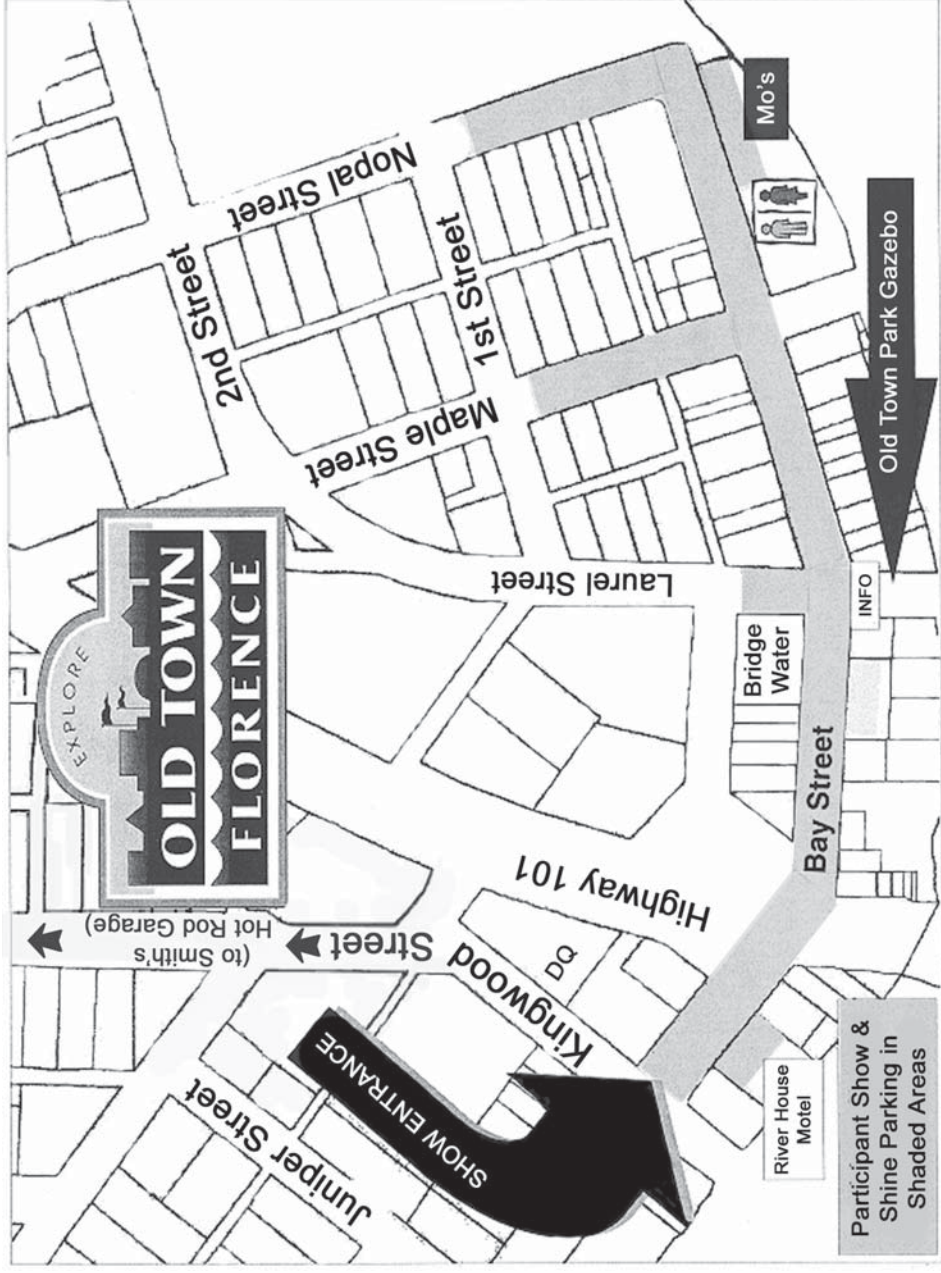 EXPLORE
OLD TOWN
FLORENCE
Nopal Street
2nd Street
1st Street
Maple Street
Laurel Street
Mo's
Old Town Park Gazebo
INFO
Bridge
Water
Bay Street
Highway 101
(to Smith's
Hot Rod Garage)
Kingwood Street
DQ
SHOW ENTRANCE
Juniper Street
River House
Motel
Participant Show &
Shine Parking in
Shaded Areas